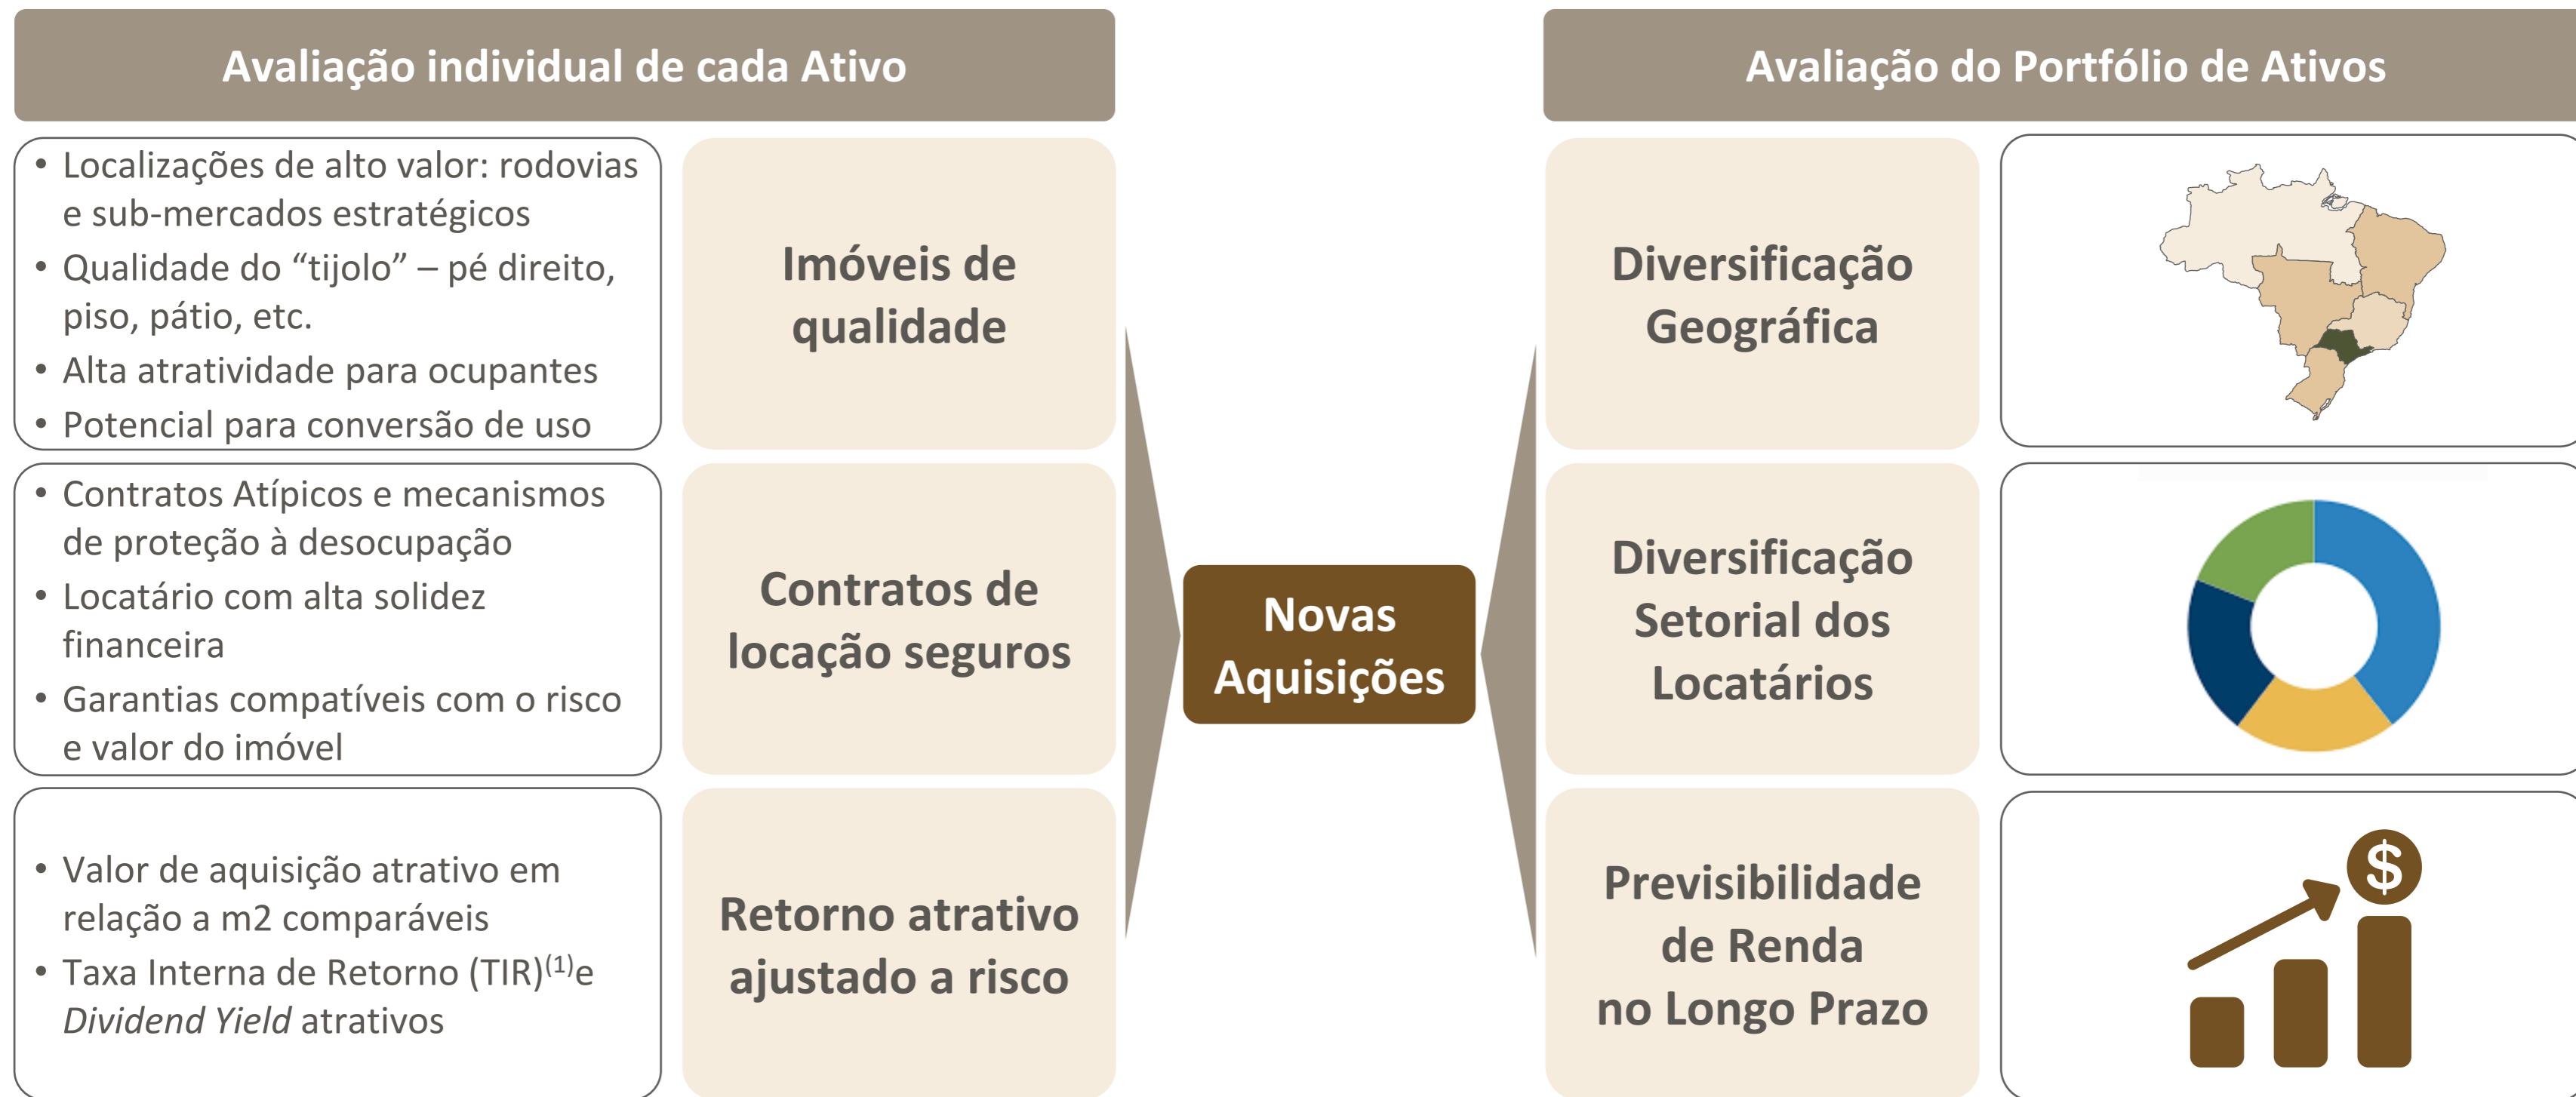 Avaliação individual de cada Ativo
• Localizações de alto valor: rodovias
e sub-mercados estratégicos
• Qualidade do “tijolo” – pé direito,
piso, pátio, etc.
• Alta atratividade para ocupantes
• Potencial para conversão de uso
Imóveis de
qualidade
• Contratos Atípicos e mecanismos
de proteção à desocupação
• Locatário com alta solidez
financeira
• Garantias compatíveis com o risco
e valor do imóvel
Contratos de
locação seguros
• Valor de aquisição atrativo em
relação a m2 comparáveis
• Taxa Interna de Retorno (TIR)⁽¹⁾e
Dividend Yield atrativos
Retorno atrativo
ajustado a risco
Novas
Aquisições
Avaliação do Portfólio de Ativos
Diversificação
Geográfica
Diversificação
Setorial dos
Locatários
Previsibilidade
de Renda
no Longo Prazo
$